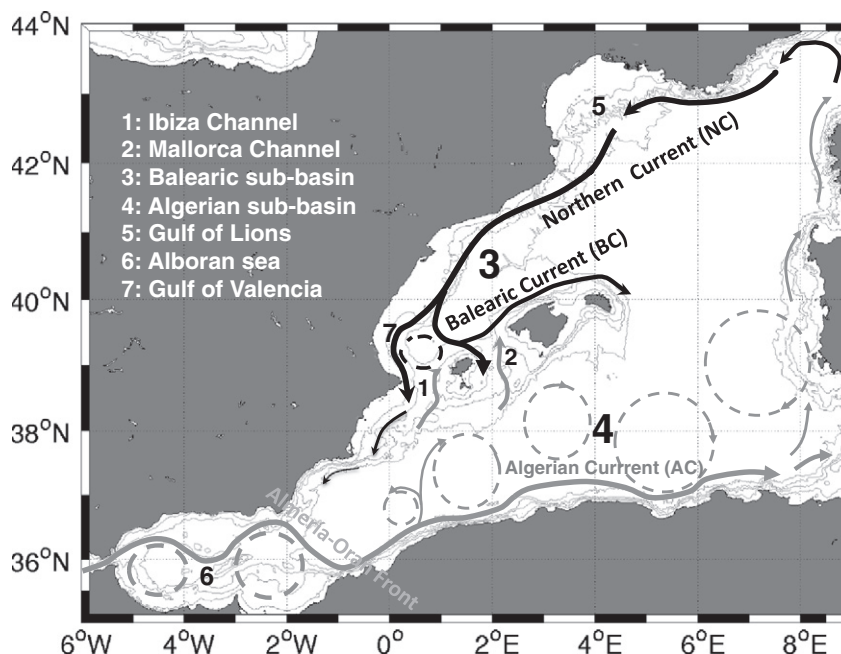 44°N
42°N
40°N
38°N
36°N
1: Ibiza Channel
2: Mallorca Channel
3: Balearic sub-basin
4: Algerian sub-basin
5: Gulf of Lions
6: Alboran sea
7: Gulf of Valencia
5
Northern Current (NC)
3
Balearic Current (BC)
7
2
1
4
Algerian Currrent (AC)
Almería-Oran Front
6
6°W 4°W 2°W 0° 2°E 4°E 6°E 8°E